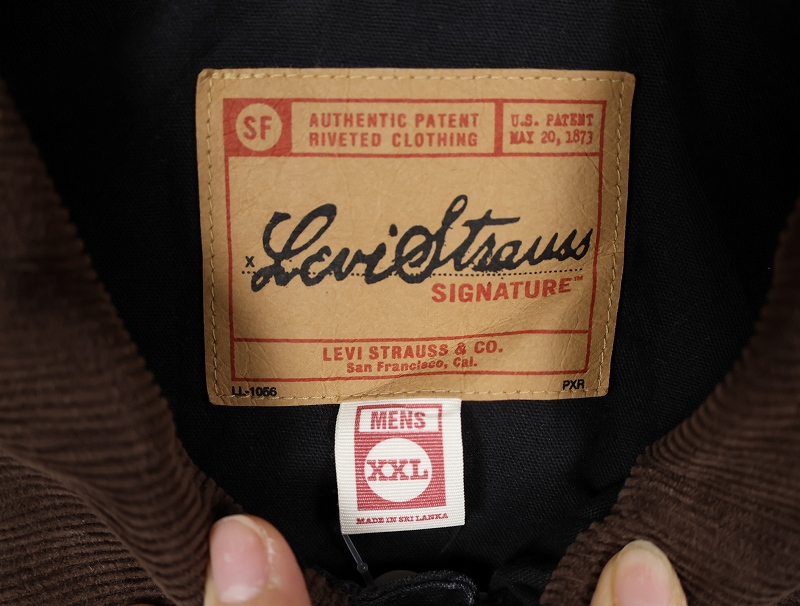 SF
AUTHENTIC PATENT
RIVETED CLOTHING
U.S. PATENT
MAY 20, 1873
X Levi Strauss
SIGNATURE™
LEVI STRAUSS & CO.
San Francisco, Cal.
LL-1056 PXR
MENS
XXL
MADE IN SRI LANKA